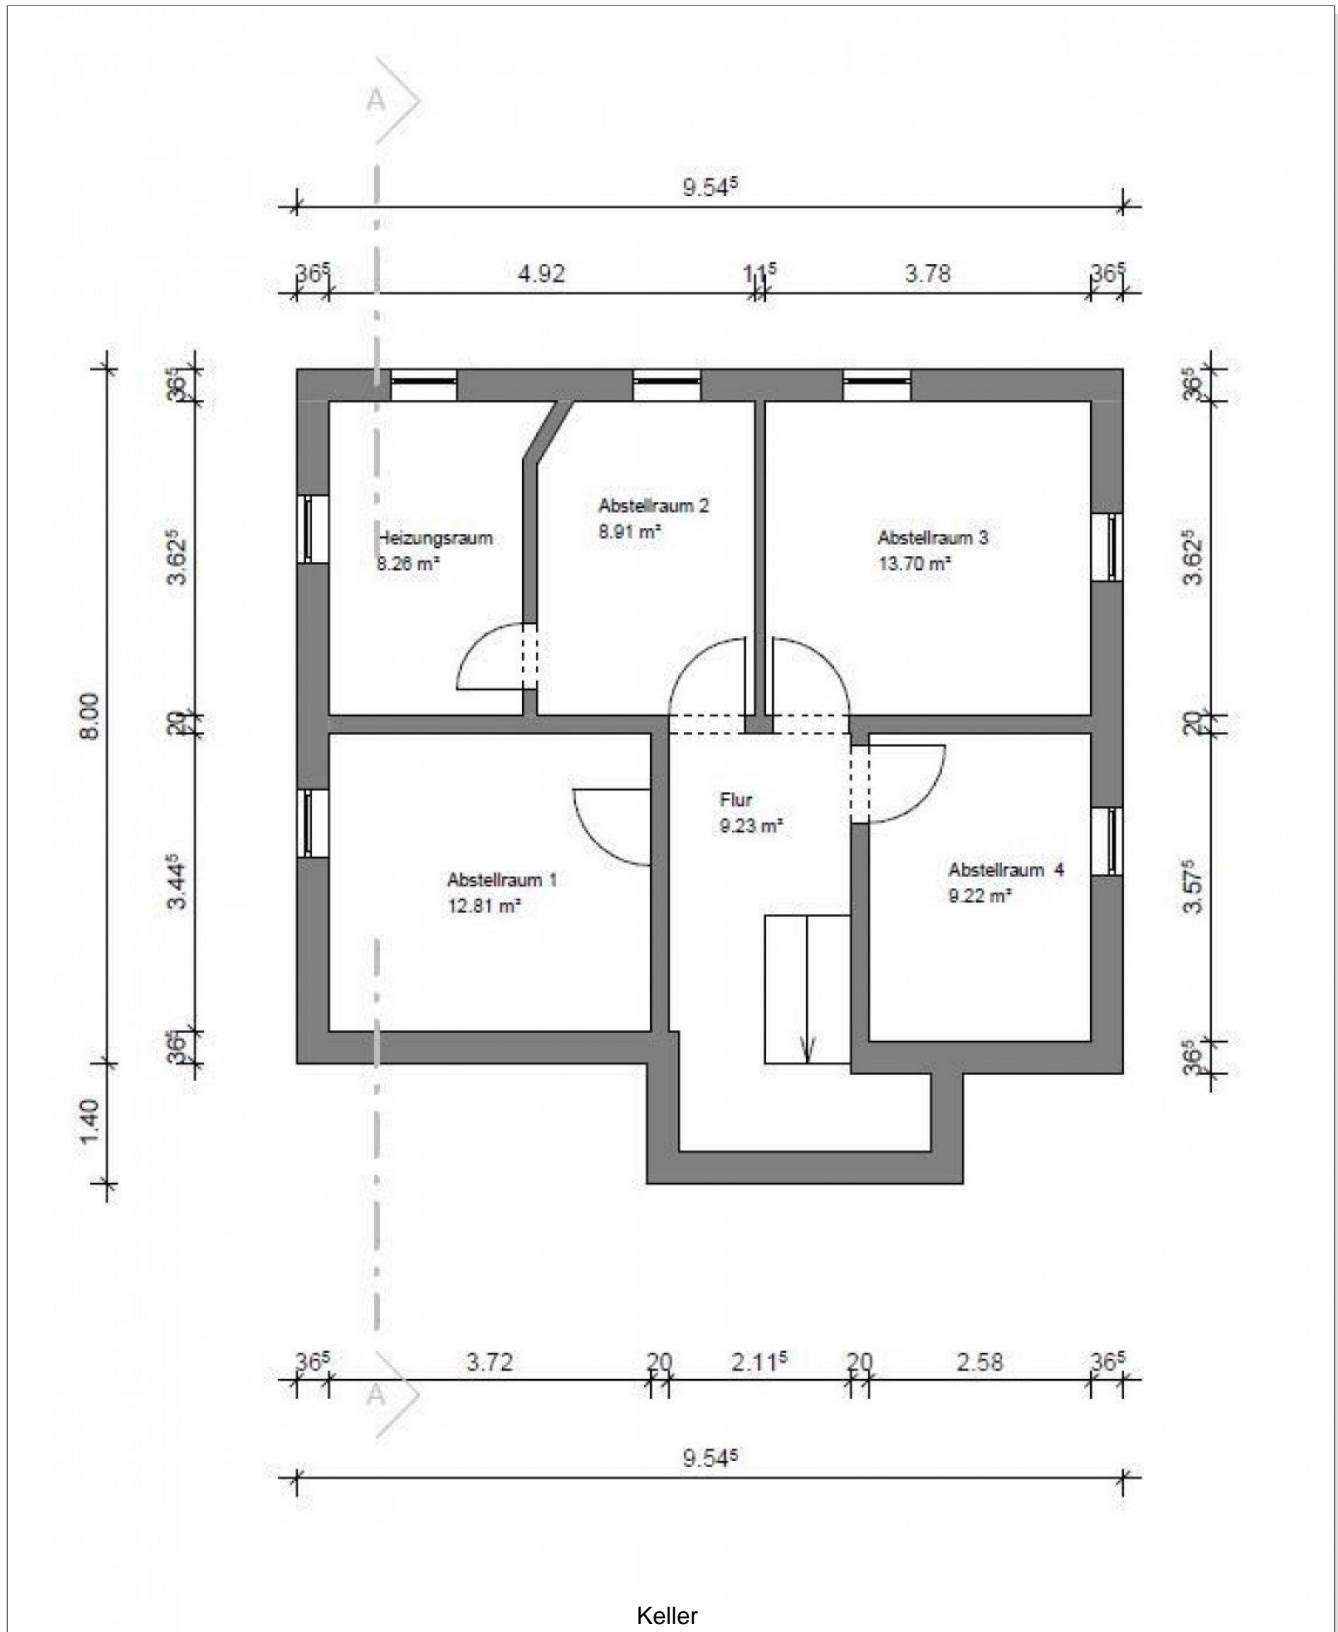 A
9.54⁵
36⁵ 4.92 11⁵ 3.78 36⁵
36⁵
3.62⁵
20
3.44⁵
36⁵
8.00
1.40
36⁵
3.62⁵
20
3.57⁵
36⁵
Heizungsraum
8.26 m²
Abstellraum 2
8.91 m²
Abstellraum 3
13.70 m²
Flur
9.23 m²
Abstellraum 1
12.81 m²
Abstellraum 4
9.22 m²
36⁵ 3.72 20 2.11⁵ 20 2.58 36⁵
A
9.54⁵
Keller